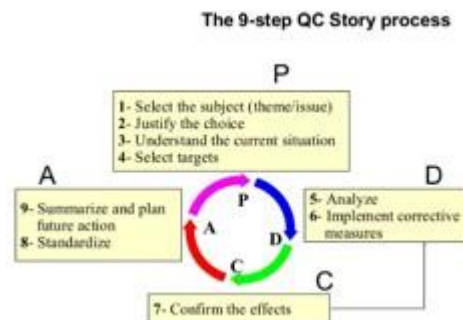 The 9-step QC Story process
P
1- Select the subject (theme/issue)
2- Justify the choice
3- Understand the current situation
4- Select targets
A
9- Summarize and plan
future action
8- Standardize
D
5- Analyze
6- Implement corrective
measures
P
A
D
C
C
7- Confirm the effects